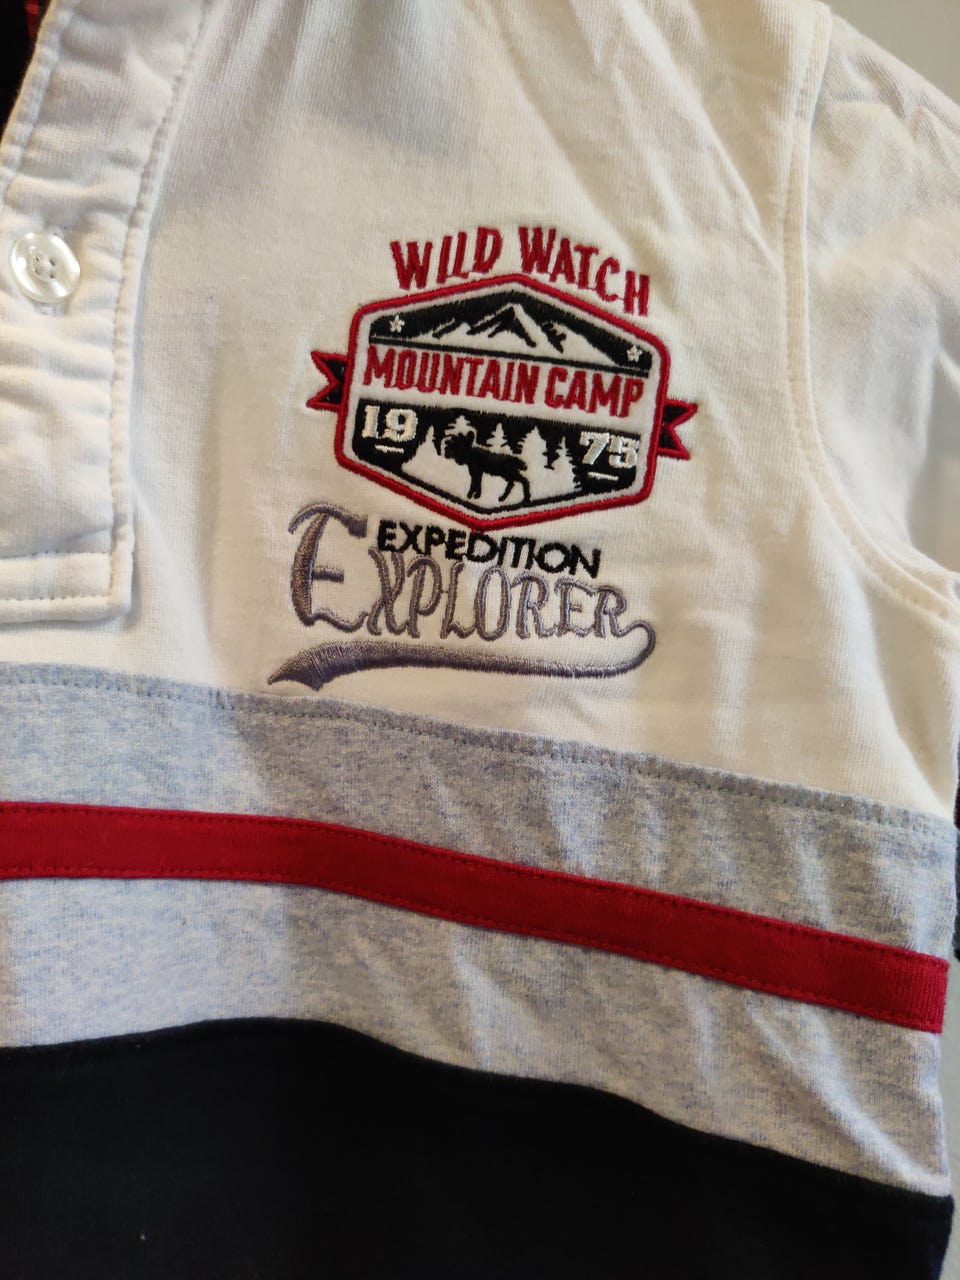 WILD WATCH
MOUNTAIN CAMP
19 75
EXPEDITION
EXPLORER